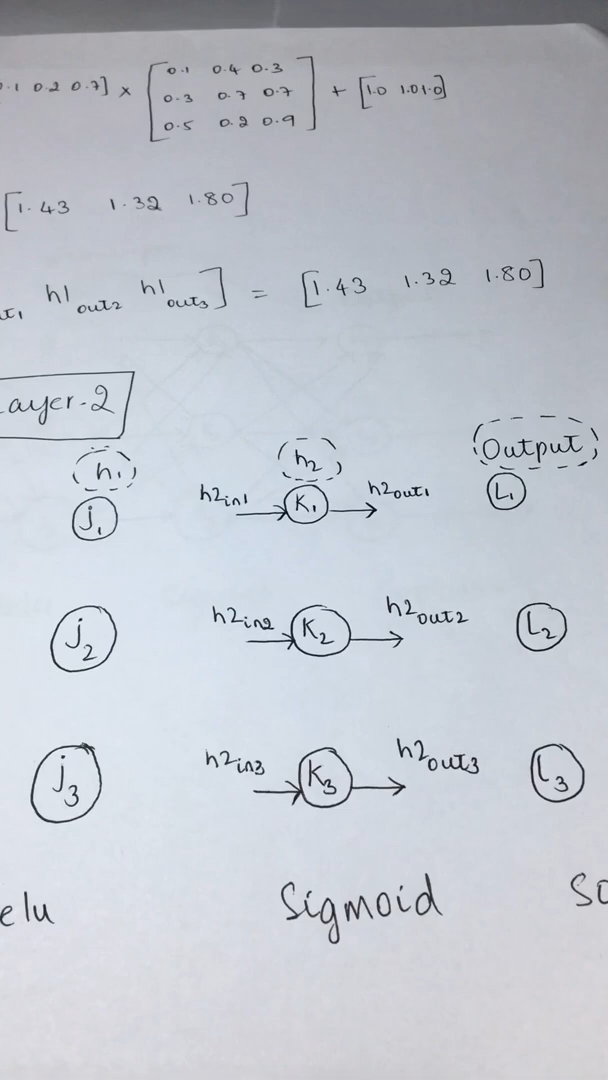 .1 0.2 0.7] × [0.1 0.4 0.3
0.3 0.7 0.7
0.5 0.2 0.9] + [1.0 1.0 1.0]
[1.43 1.32 1.80]
ut1 h1out2 h1out3] = [1.43 1.32 1.80]
ayer-2
h1 h2 Output
j1 h2in1 K1 h2out1 L1
j2 h2in2 K2 h2out2 L2
j3 h2in3 K3 h2out3 L3
elu Sigmoid So